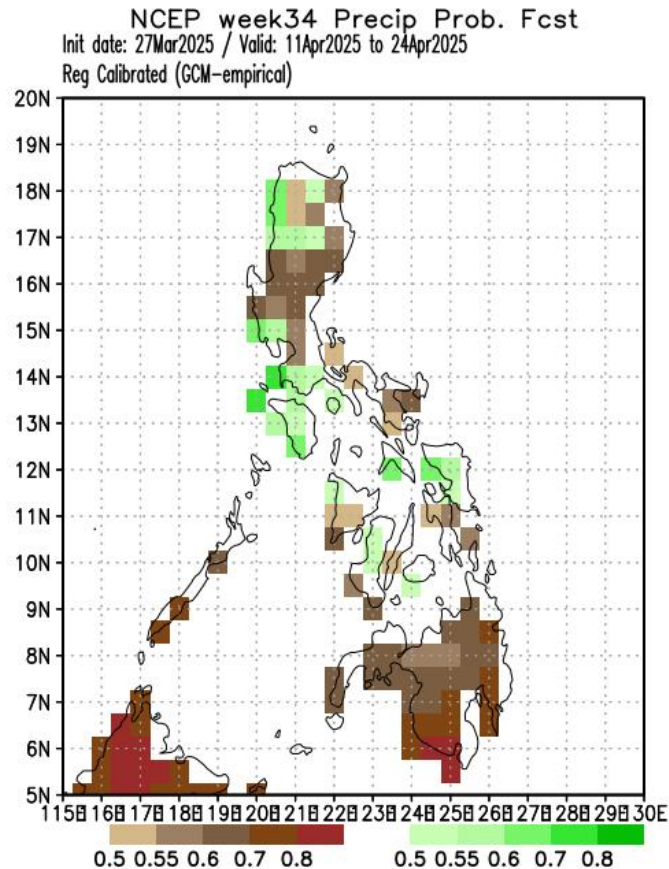 NCEP week34 Precip Prob. Fcst
Init date: 27Mar2025 / Valid: 11Apr2025 to 24Apr2025
Reg Calibrated (GCM-empirical)
20N
19N
18N
17N
16N
15N
14N
13N
12N
11N
10N
9N
8N
7N
6N
5N
115E 116E 117E 118E 119E 120E 121E 122E 123E 124E 125E 126E 127E 128E 129E 130E
0.5 0.55 0.6 0.7 0.8 0.5 0.55 0.6 0.7 0.8